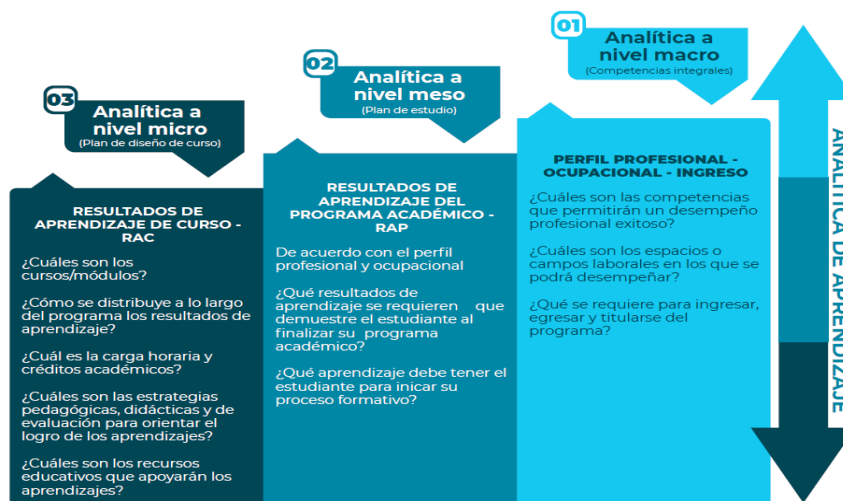 03
Analítica a
nivel micro
(Plan de diseño de curso)
RESULTADOS DE
APRENDIZAJE DE CURSO -
RAC
¿Cuáles son los
cursos/módulos?
¿Cómo se distribuye a lo largo
del programa los resultados de
aprendizaje?
¿Cuál es la carga horaria y
créditos académicos?
¿Cuáles son las estrategias
pedagógicas, didácticas y de
evaluación para orientar el
logro de los aprendizajes?
¿Cuáles son los recursos
educativos que apoyarán los
aprendizajes?
02
Analítica a
nivel meso
(Plan de estudio)
RESULTADOS DE
APRENDIZAJE DEL
PROGRAMA ACADÉMICO -
RAP
De acuerdo con el perfil
profesional y ocupacional
¿Qué resultados de
aprendizaje se requieren que
demuestre el estudiante al
finalizar su programa
académico?
¿Qué aprendizaje debe tener el
estudiante para inicar su
proceso formativo?
01
Analítica a
nivel macro
(Competencias integrales)
PERFIL PROFESIONAL -
OCUPACIONAL - INGRESO
¿Cuáles son las competencias
que permitirán un desempeño
profesional exitoso?
¿Cuáles son los espacios o
campos laborales en los que se
podrá desempeñar?
¿Qué se requiere para ingresar,
egresar y titularse del
programa?
ANALÍTICA DE APRENDIZAJE